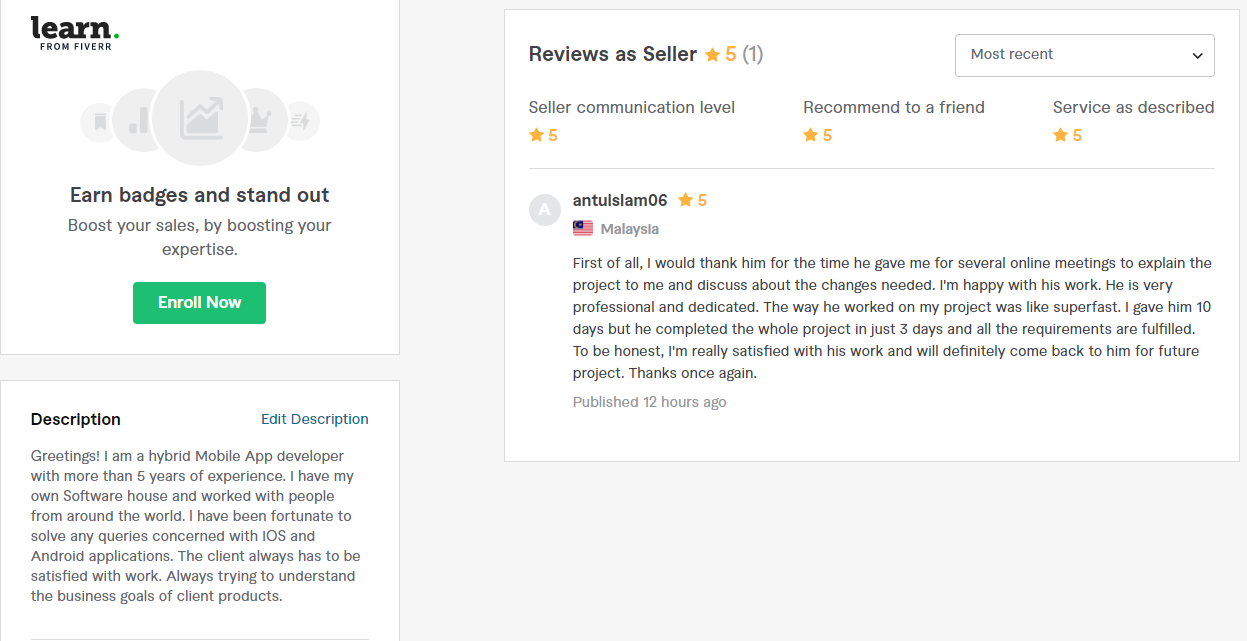 learn.
FROM FIVERR
Earn badges and stand out
Boost your sales, by boosting your
expertise.
Enroll Now
Description
Edit Description
Greetings! I am a hybrid Mobile App developer
with more than 5 years of experience. I have my
own Software house and worked with people
from around the world. I have been fortunate to
solve any queries concerned with IOS and
Android applications. The client always has to be
satisfied with work. Always trying to understand
the business goals of client products.
Reviews as Seller 5 (1)
Most recent
Seller communication level
5
Recommend to a friend
5
Service as described
5
A
antuislam06 5
Malaysia
First of all, I would thank him for the time he gave me for several online meetings to explain the
project to me and discuss about the changes needed. I'm happy with his work. He is very
professional and dedicated. The way he worked on my project was like superfast. I gave him 10
days but he completed the whole project in just 3 days and all the requirements are fulfilled.
To be honest, I'm really satisfied with his work and will definitely come back to him for future
project. Thanks once again.
Published 12 hours ago